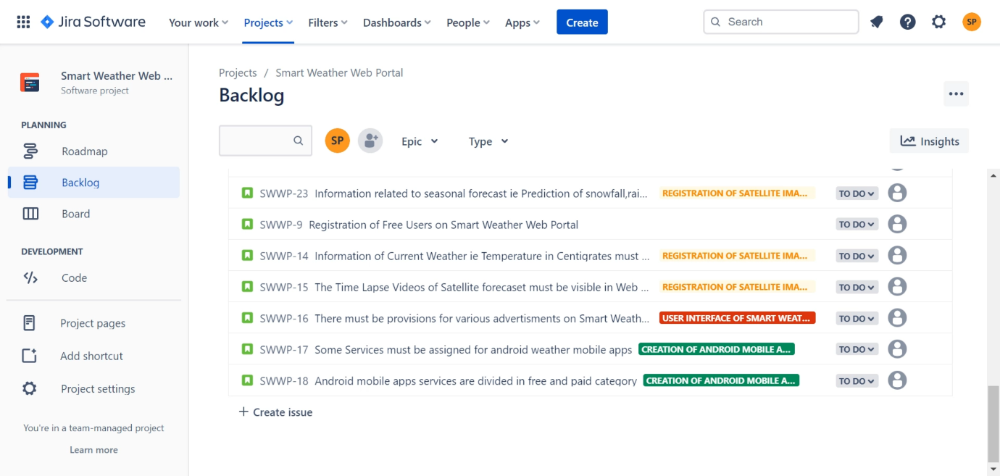 Jira Software Your work Projects Filters Dashboards People Apps Create Search SP
Smart Weather Web ...
Software project
PLANNING
Roadmap
Backlog
Board
DEVELOPMENT
Code
Project pages
Add shortcut
Project settings
You're in a team-managed project
Learn more
Projects / Smart Weather Web Portal
Backlog
SP Epic Type Insights
SWWP-23 Information related to seasonal forecast ie Prediction of snowfall,rai... REGISTRATION OF SATELLITE IMA... TO DO
SWWP-9 Registration of Free Users on Smart Weather Web Portal TO DO
SWWP-14 Information of Current Weather ie Temperature in Centigrates must ... REGISTRATION OF SATELLITE IMA... TO DO
SWWP-15 The Time Lapse Videos of Satellite forecaset must be visible in Web ... REGISTRATION OF SATELLITE IMA... TO DO
SWWP-16 There must be provisions for various advertisments on Smart Weath... USER INTERFACE OF SMART WEAT... TO DO
SWWP-17 Some Services must be assigned for android weather mobile apps CREATION OF ANDROID MOBILE A... TO DO
SWWP-18 Android mobile apps services are divided in free and paid category CREATION OF ANDROID MOBILE A... TO DO
+ Create issue